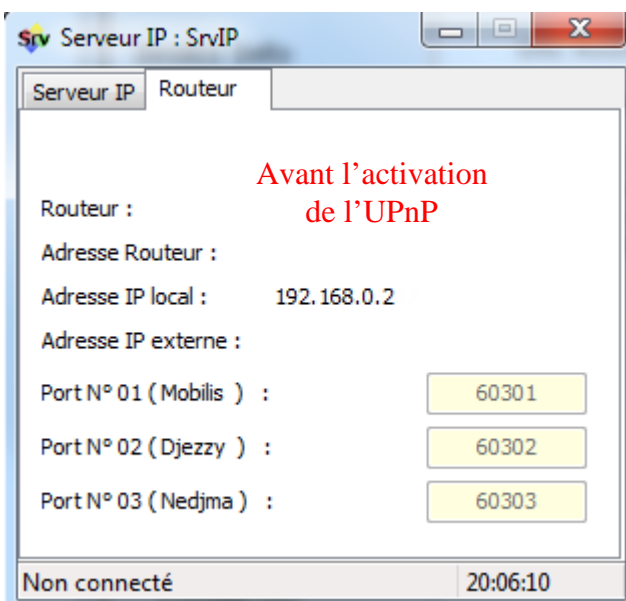 Srv Serveur IP : SrvIP
Serveur IP Routeur
Avant l’activation
de l’UPnP
Routeur :
Adresse Routeur :
Adresse IP local : 192.168.0.2
Adresse IP externe :
Port N° 01 ( Mobilis ) : 60301
Port N° 02 ( Djezzy ) : 60302
Port N° 03 ( Nedjma ) : 60303
Non connecté 20:06:10